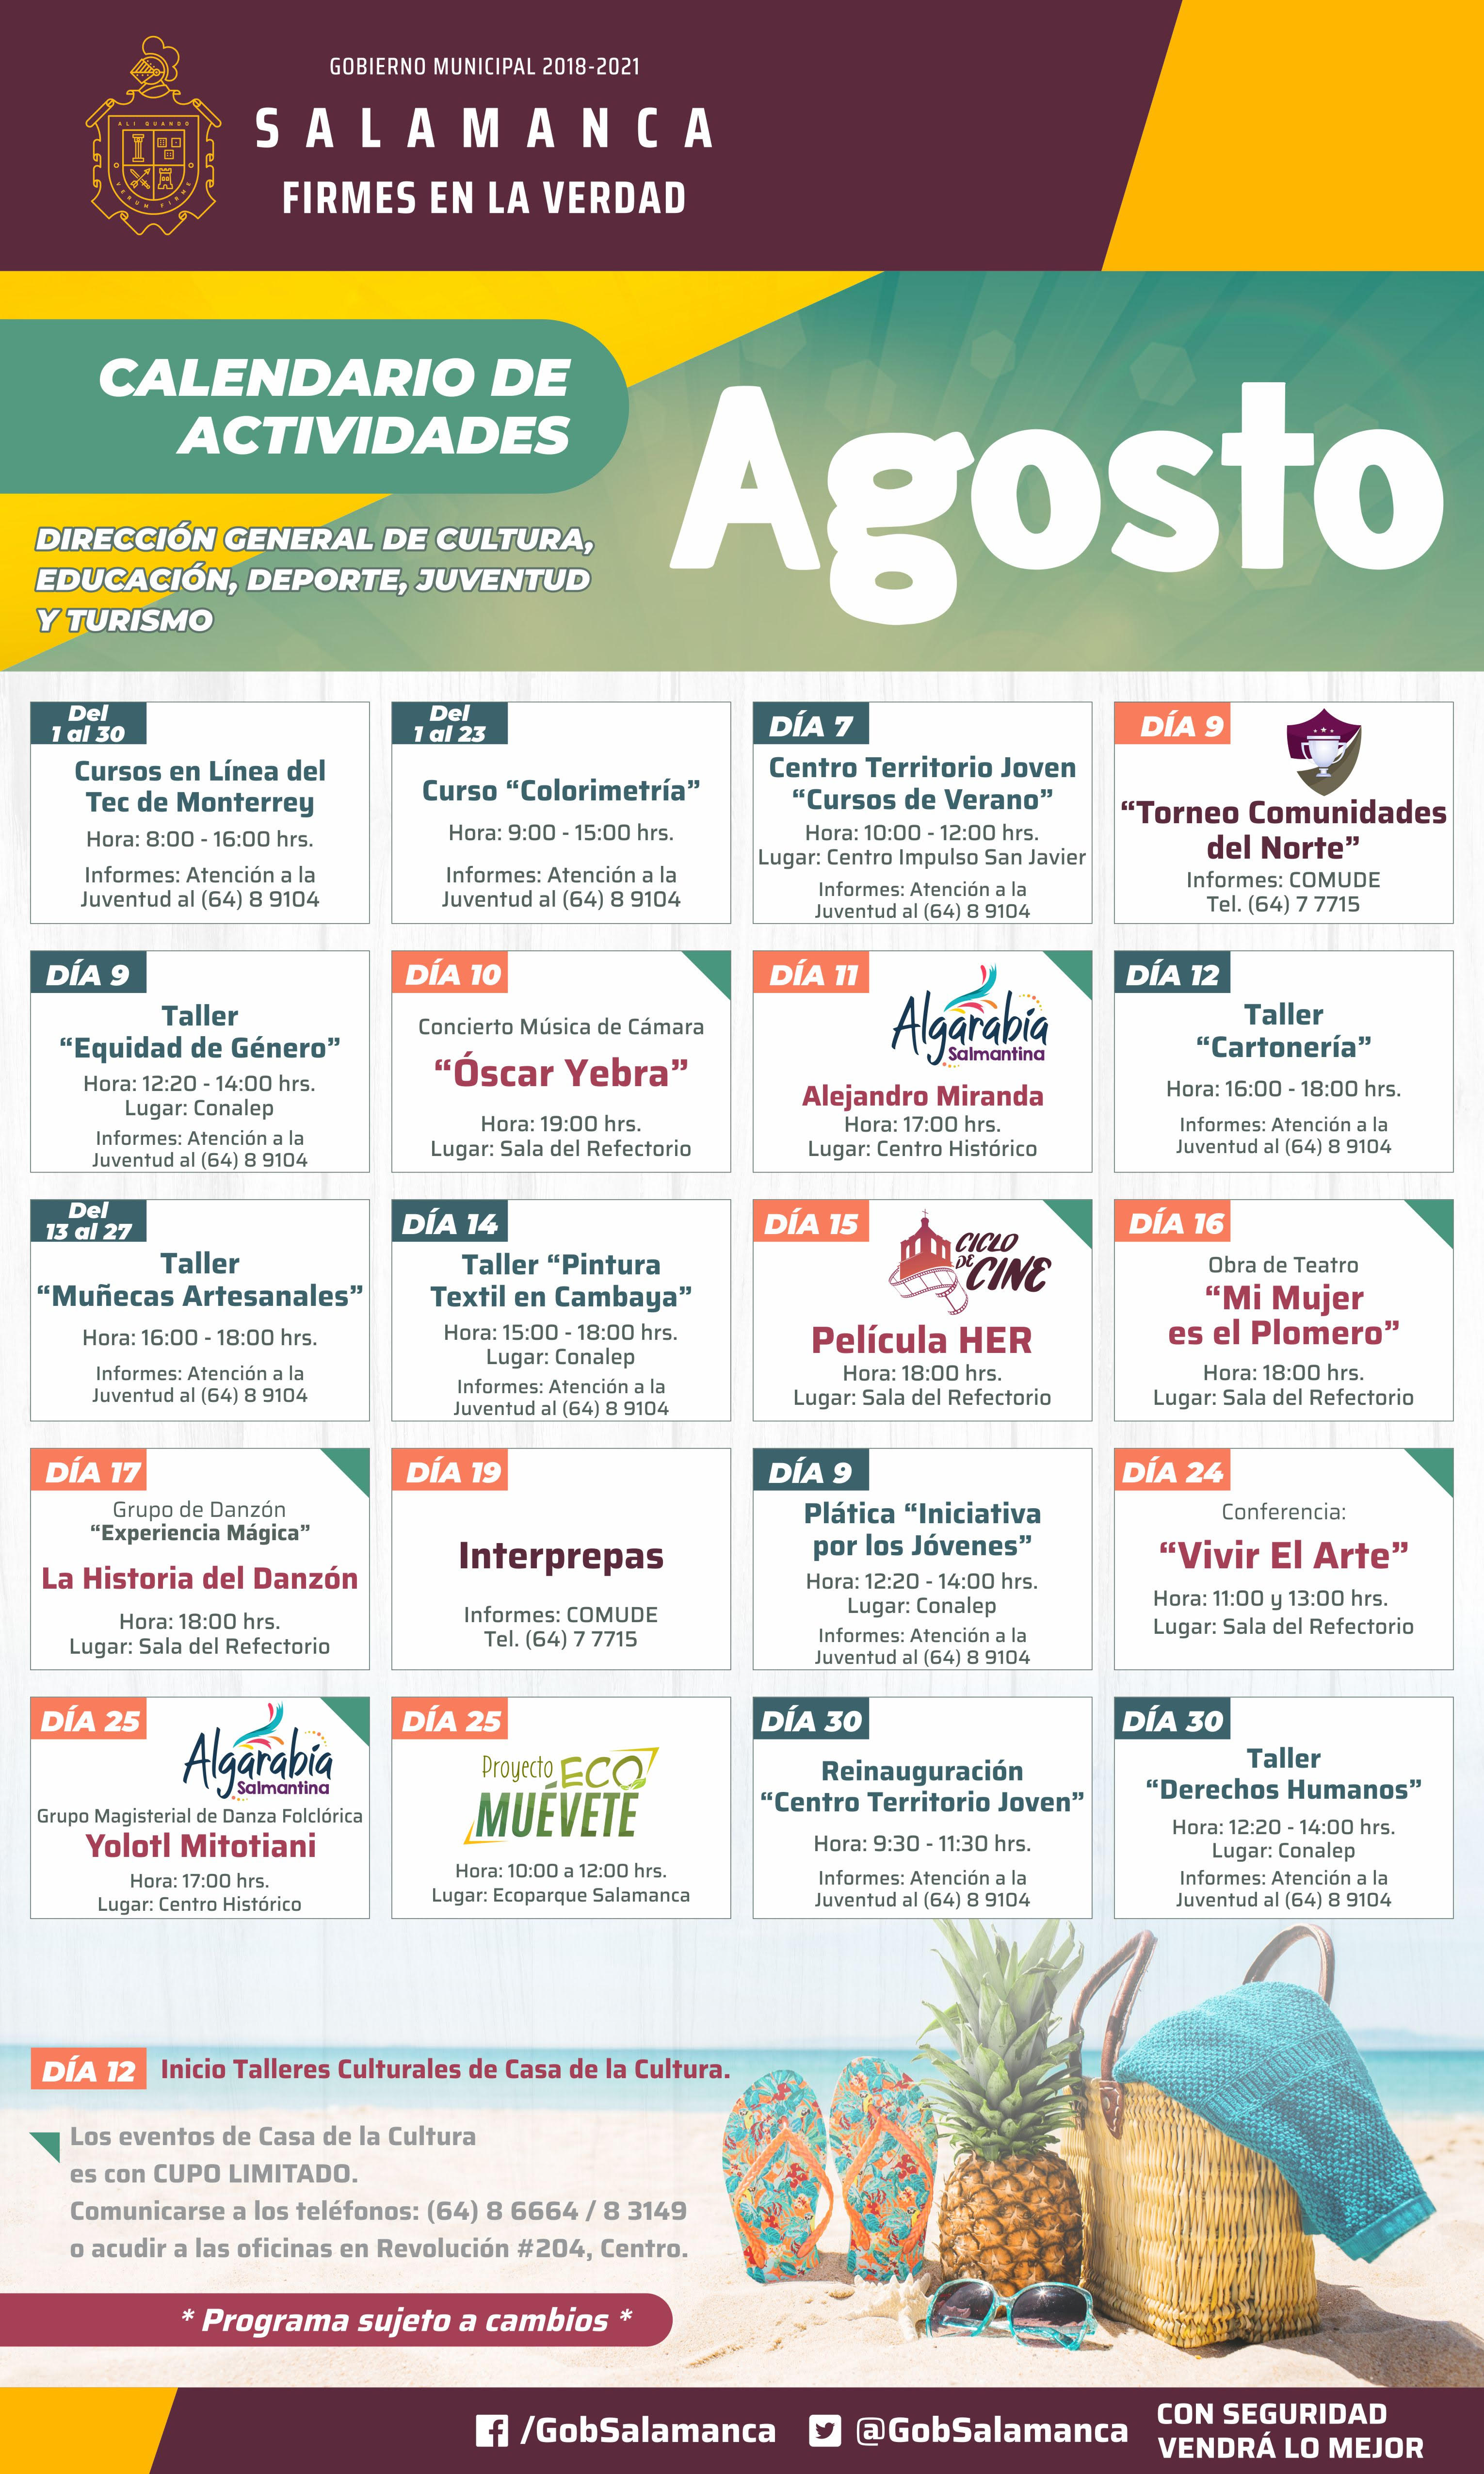 ALI QUANDO
VERUM FIRME
GOBIERNO MUNICIPAL 2018-2021
SALAMANCA
FIRMES EN LA VERDAD
CALENDARIO DE
ACTIVIDADES
DIRECCIÓN GENERAL DE CULTURA,
EDUCACIÓN, DEPORTE, JUVENTUD
Y TURISMO
Agosto
Del
1 al 30
Cursos en Línea del
Tec de Monterrey
Hora: 8:00 - 16:00 hrs.
Informes: Atención a la
Juventud al (64) 8 9104
Del
1 al 23
Curso “Colorimetría”
Hora: 9:00 - 15:00 hrs.
Informes: Atención a la
Juventud al (64) 8 9104
DÍA 7
Centro Territorio Joven
“Cursos de Verano”
Hora: 10:00 - 12:00 hrs.
Lugar: Centro Impulso San Javier
Informes: Atención a la
Juventud al (64) 8 9104
DÍA 9
“Torneo Comunidades
del Norte”
Informes: COMUDE
Tel. (64) 7 7715
DÍA 9
Taller
“Equidad de Género”
Hora: 12:20 - 14:00 hrs.
Lugar: Conalep
Informes: Atención a la
Juventud al (64) 8 9104
DÍA 10
Concierto Música de Cámara
“Óscar Yebra”
Hora: 19:00 hrs.
Lugar: Sala del Refectorio
DÍA 11
Algarabía
Salmantina
Alejandro Miranda
Hora: 17:00 hrs.
Lugar: Centro Histórico
DÍA 12
Taller
“Cartonería”
Hora: 16:00 - 18:00 hrs.
Informes: Atención a la
Juventud al (64) 8 9104
Del
13 al 27
Taller
“Muñecas Artesanales”
Hora: 16:00 - 18:00 hrs.
Informes: Atención a la
Juventud al (64) 8 9104
DÍA 14
Taller “Pintura
Textil en Cambaya”
Hora: 15:00 - 18:00 hrs.
Lugar: Conalep
Informes: Atención a la
Juventud al (64) 8 9104
DÍA 15
CICLO
DE CINE
Película HER
Hora: 18:00 hrs.
Lugar: Sala del Refectorio
DÍA 16
Obra de Teatro
“Mi Mujer
es el Plomero”
Hora: 18:00 hrs.
Lugar: Sala del Refectorio
DÍA 17
Grupo de Danzón
“Experiencia Mágica”
La Historia del Danzón
Hora: 18:00 hrs.
Lugar: Sala del Refectorio
DÍA 19
Interprepas
Informes: COMUDE
Tel. (64) 7 7715
DÍA 9
Plática “Iniciativa
por los Jóvenes”
Hora: 12:20 - 14:00 hrs.
Lugar: Conalep
Informes: Atención a la
Juventud al (64) 8 9104
DÍA 24
Conferencia:
“Vivir El Arte”
Hora: 11:00 y 13:00 hrs.
Lugar: Sala del Refectorio
DÍA 25
Algarabía
Salmantina
Grupo Magisterial de Danza Folclórica
Yolotl Mitotiani
Hora: 17:00 hrs.
Lugar: Centro Histórico
DÍA 25
Proyecto ECO
MUÉVETE
Hora: 10:00 a 12:00 hrs.
Lugar: Ecoparque Salamanca
DÍA 30
Reinauguración
“Centro Territorio Joven”
Hora: 9:30 - 11:30 hrs.
Informes: Atención a la
Juventud al (64) 8 9104
DÍA 30
Taller
“Derechos Humanos”
Hora: 12:20 - 14:00 hrs.
Lugar: Conalep
Informes: Atención a la
Juventud al (64) 8 9104
DÍA 12 Inicio Talleres Culturales de Casa de la Cultura.
Los eventos de Casa de la Cultura
es con CUPO LIMITADO.
Comunicarse a los teléfonos: (64) 8 6664 / 8 3149
o acudir a las oficinas en Revolución #204, Centro.
* Programa sujeto a cambios *
/GobSalamanca
@GobSalamanca
CON SEGURIDAD
VENDRÁ LO MEJOR